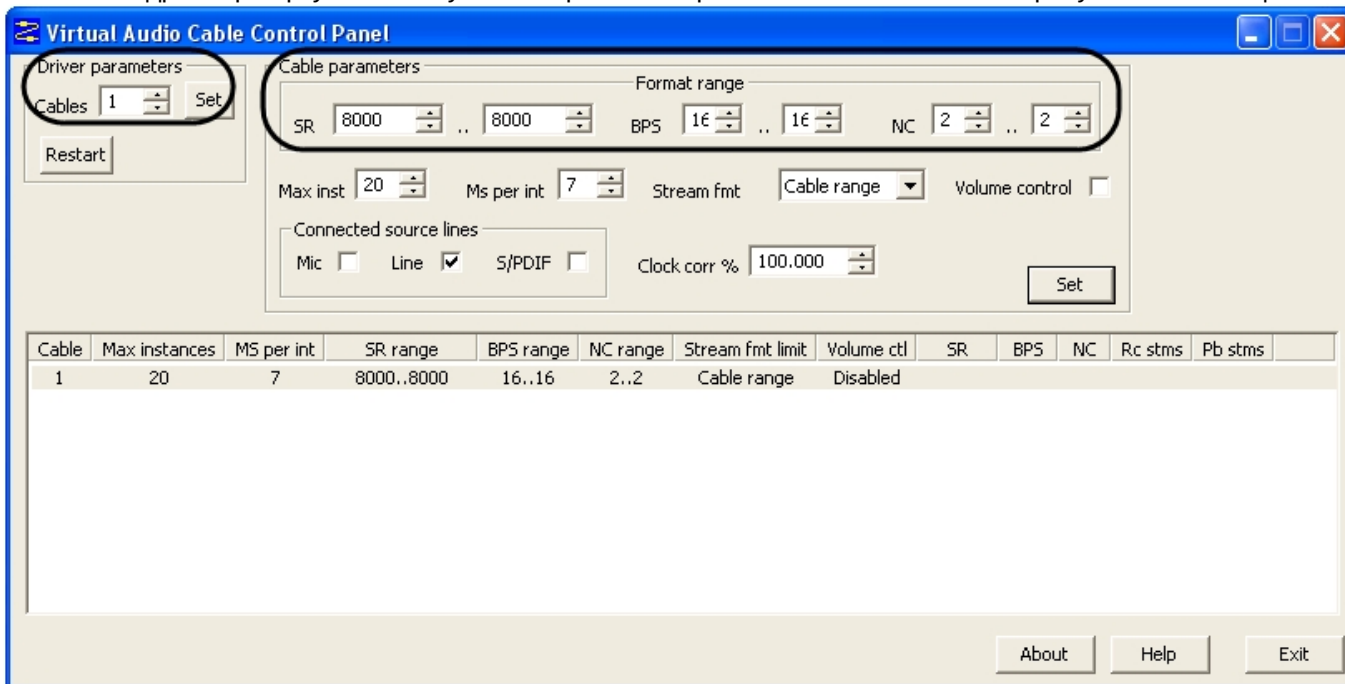 Virtual Audio Cable Control Panel
Driver parameters
Cables 1 Set
Restart
Cable parameters
Format range
SR 8000 .. 8000 BPS 16 .. 16 NC 2 .. 2
Max inst 20 Ms per int 7 Stream fmt Cable range Volume control
Connected source lines
Mic Line S/PDIF Clock corr % 100.000
Set
Cable Max instances MS per int SR range BPS range NC range Stream fmt limit Volume ctl SR BPS NC Rc stms Pb stms
1 20 7 8000..8000 16..16 2..2 Cable range Disabled
About Help Exit